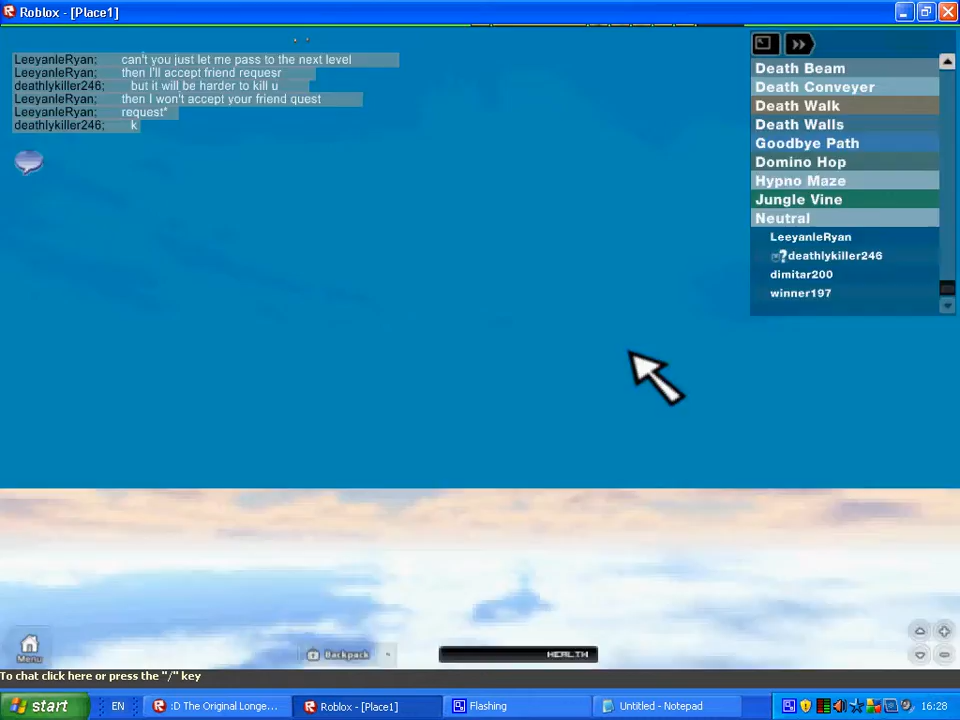 Roblox - [Place1]
LeeyanleRyan; can't you just let me pass to the next level
LeeyanleRyan; then I'll accept friend requesr
deathlykiller246; but it will be harder to kill u
LeeyanleRyan; then I won't accept your friend quest
LeeyanleRyan; request*
deathlykiller246; k
Death Beam
Death Conveyer
Death Walk
Death Walls
Goodbye Path
Domino Hop
Hypno Maze
Jungle Vine
Neutral
LeeyanleRyan
deathlykiller246
dimitar200
winner197
Menu
Backpack
HEALTH
To chat click here or press the "/" key
start
EN
:D The Original Longe...
Roblox - [Place1]
Flashing
Untitled - Notepad
16:28